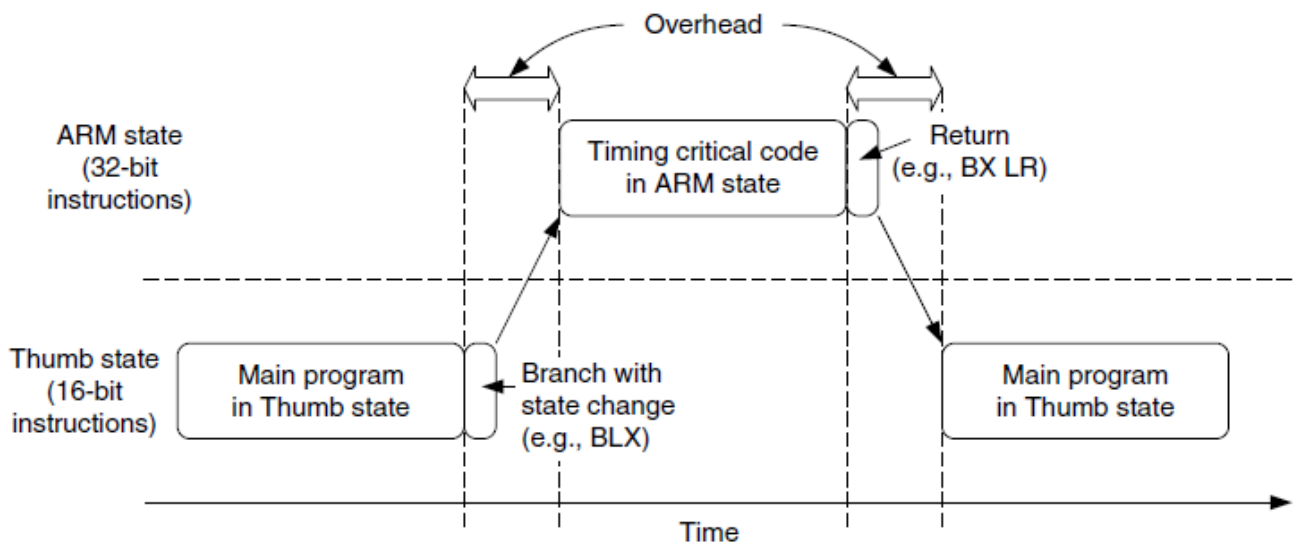 Overhead
ARM state
(32-bit
instructions)
Timing critical code
in ARM state
Return
(e.g., BX LR)
Thumb state
(16-bit
instructions)
Main program
in Thumb state
Branch with
state change
(e.g., BLX)
Main program
in Thumb state
Time